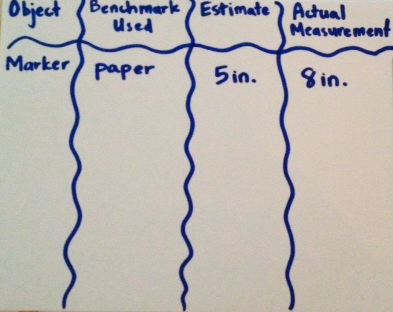 Object Benchmark Used Estimate Actual Measurement
Marker paper 5 in. 8 in.